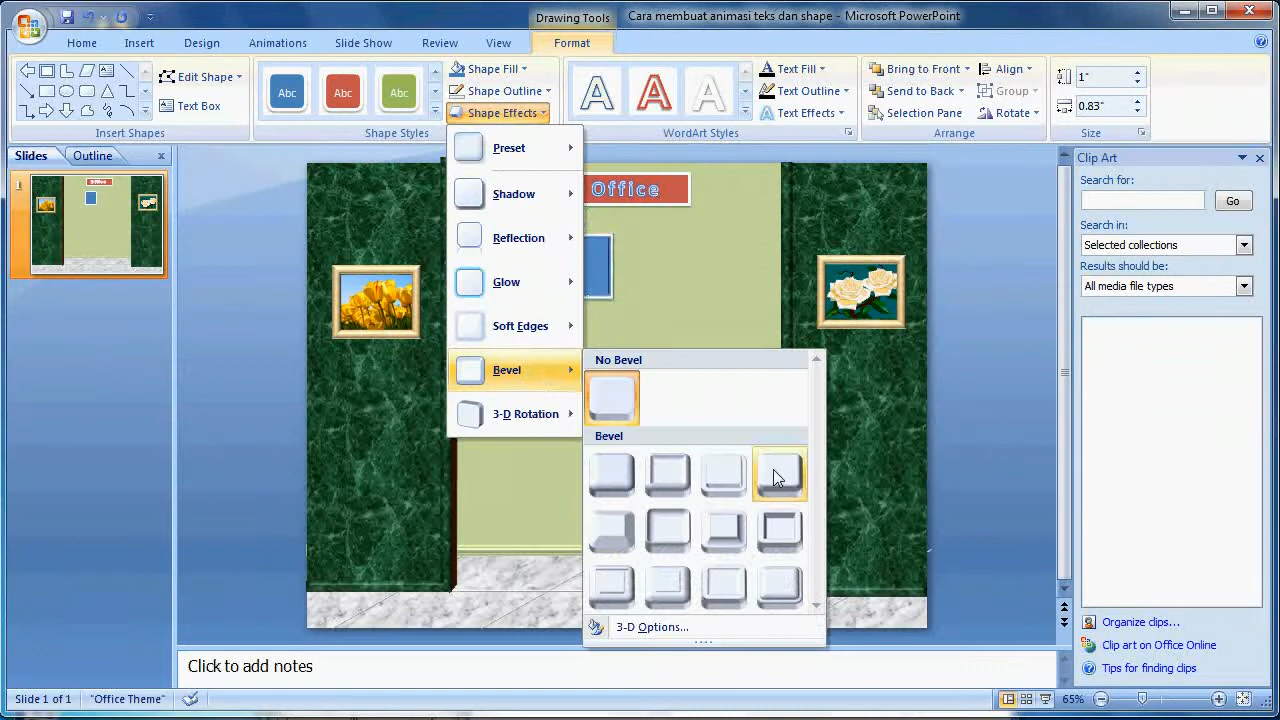 Drawing Tools
Cara membuat animasi teks dan shape - Microsoft PowerPoint
Home
Insert
Design
Animations
Slide Show
Review
View
Format
Edit Shape
Text Box
Insert Shapes
Abc
Abc
Abc
Shape Fill
Shape Outline
Shape Effects
Shape Styles
A
A
A
Text Fill
Text Outline
Text Effects
WordArt Styles
Bring to Front
Send to Back
Selection Pane
Align
Group
Rotate
Arrange
1"
0.83"
Size
Slides
Outline
1
Office
Preset
Shadow
Reflection
Glow
Soft Edges
Bevel
3-D Rotation
Office
No Bevel
Bevel
3-D Options...
Clip Art
Search for:
Go
Search in:
Selected collections
Results should be:
All media file types
Organize clips...
Clip art on Office Online
Tips for finding clips
Click to add notes
Slide 1 of 1
"Office Theme"
65%